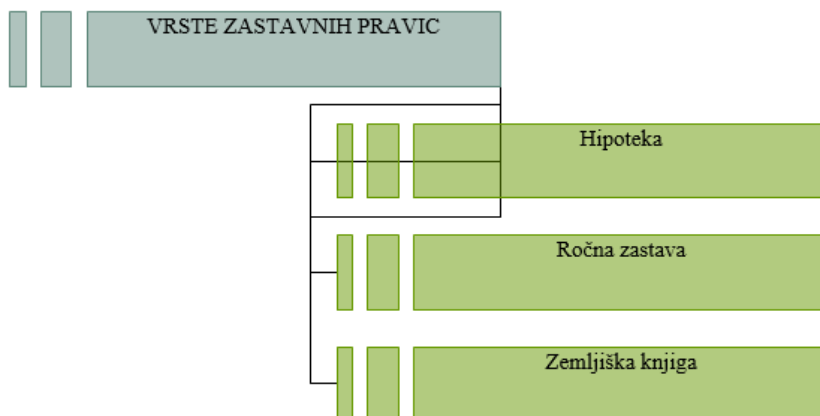 VRSTE ZASTAVNIH PRAVIC
Hipoteka
Ročna zastava
Zemljiška knjiga